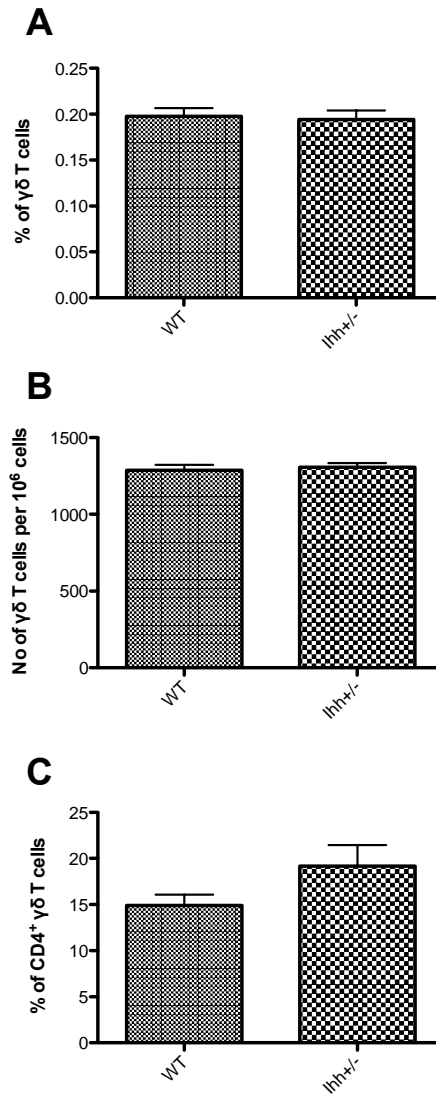 A
% of γδ T cells
0.25
0.20
0.15
0.10
0.05
0.00
WT
Ihh+/-
B
No of γδ T cells per 10⁶ cells
1500
1000
500
0
WT
Ihh+/-
C
% of CD4⁺ γδ T cells
25
20
15
10
5
0
WT
Ihh+/-